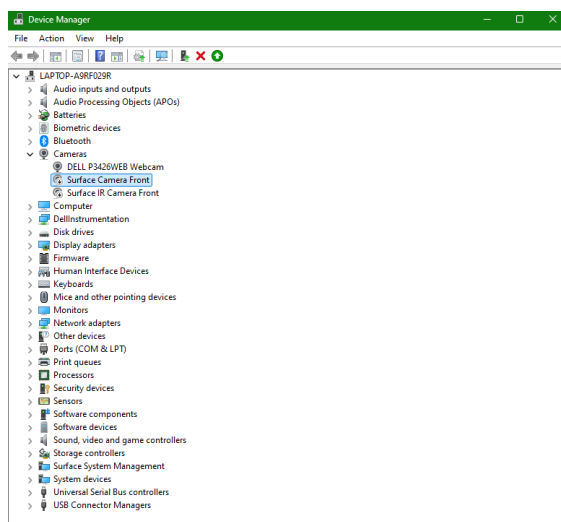 Device Manager
File Action View Help
LAPTOP-A9RF029R
Audio inputs and outputs
Audio Processing Objects (APOs)
Batteries
Biometric devices
Bluetooth
Cameras
DELL P3426WEB Webcam
Surface Camera Front
Surface IR Camera Front
Computer
DellInstrumentation
Disk drives
Display adapters
Firmware
Human Interface Devices
Keyboards
Mice and other pointing devices
Monitors
Network adapters
Other devices
Ports (COM & LPT)
Print queues
Processors
Security devices
Sensors
Software components
Software devices
Sound, video and game controllers
Storage controllers
Surface System Management
System devices
Universal Serial Bus controllers
USB Connector Managers